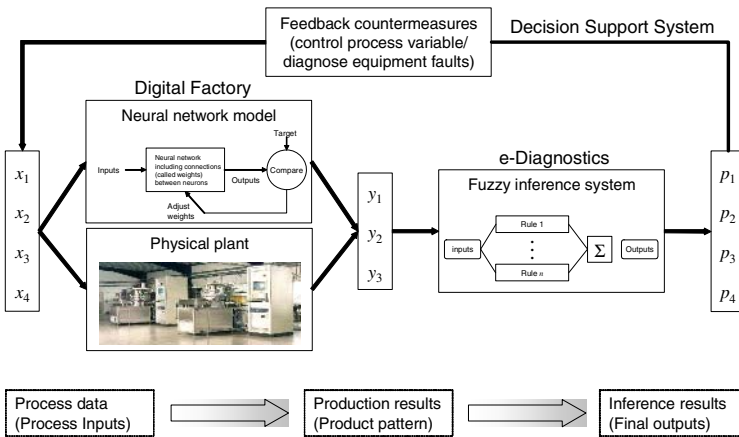 Feedback countermeasures
(control process variable/
diagnose equipment faults)
Decision Support System
Digital Factory
Neural network model
Target
Inputs
Neural network
including connections
(called weights)
between neurons
Outputs
Compare
Adjust
weights
Physical plant
x1
x2
x3
x4
y1
y2
y3
e-Diagnostics
Fuzzy inference system
inputs
Rule 1
Rule n
Σ
Outputs
p1
p2
p3
p4
Process data
(Process Inputs)
Production results
(Product pattern)
Inference results
(Final outputs)